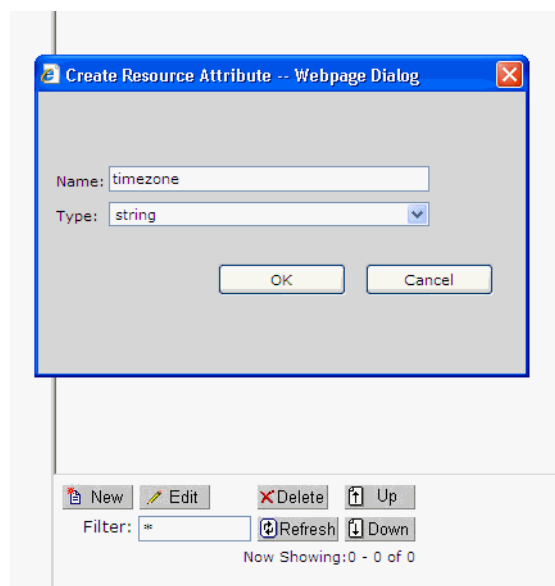 Create Resource Attribute -- Webpage Dialog
Name: timezone
Type: string
OK Cancel
New Edit Delete Up
Filter: * Refresh Down
Now Showing:0 - 0 of 0